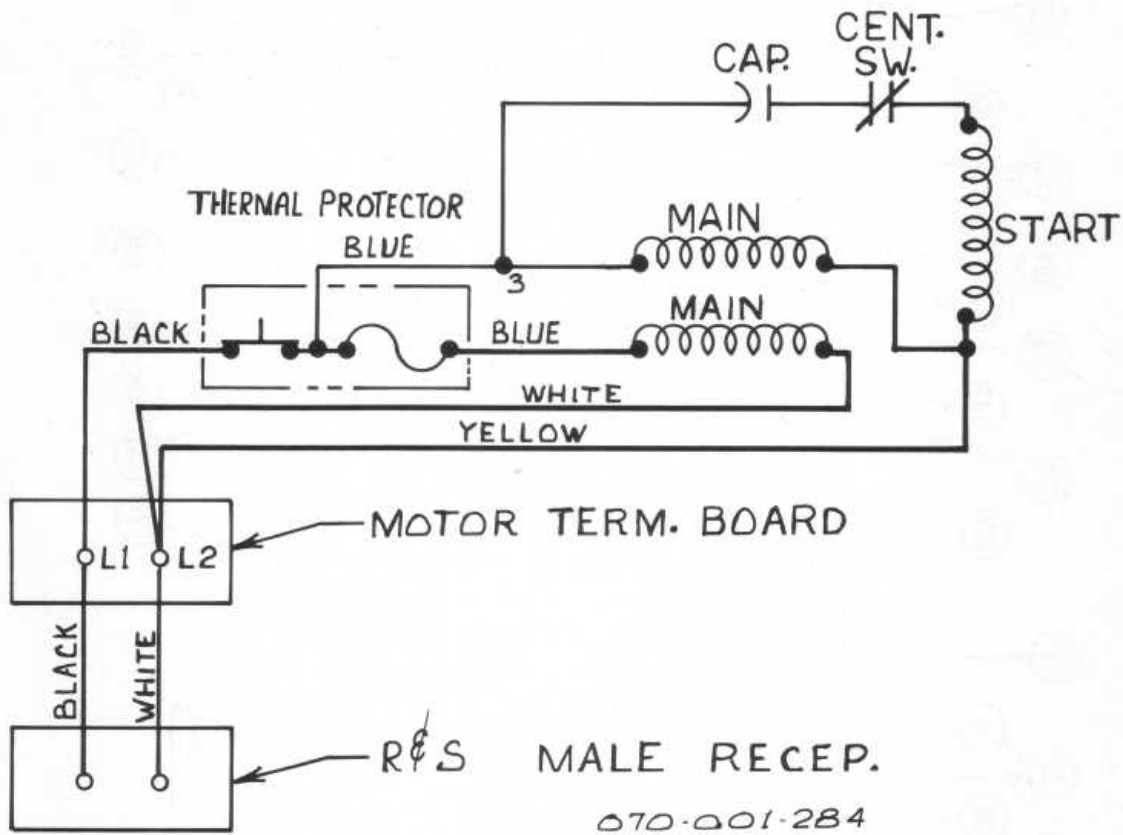 CENT.
SW.
CAP.
START
THERMAL PROTECTOR
BLUE
MAIN
3
MAIN
BLACK
BLUE
WHITE
YELLOW
L1
L2
MOTOR TERM. BOARD
BLACK
WHITE
R&S MALE RECEP.
070-001-284